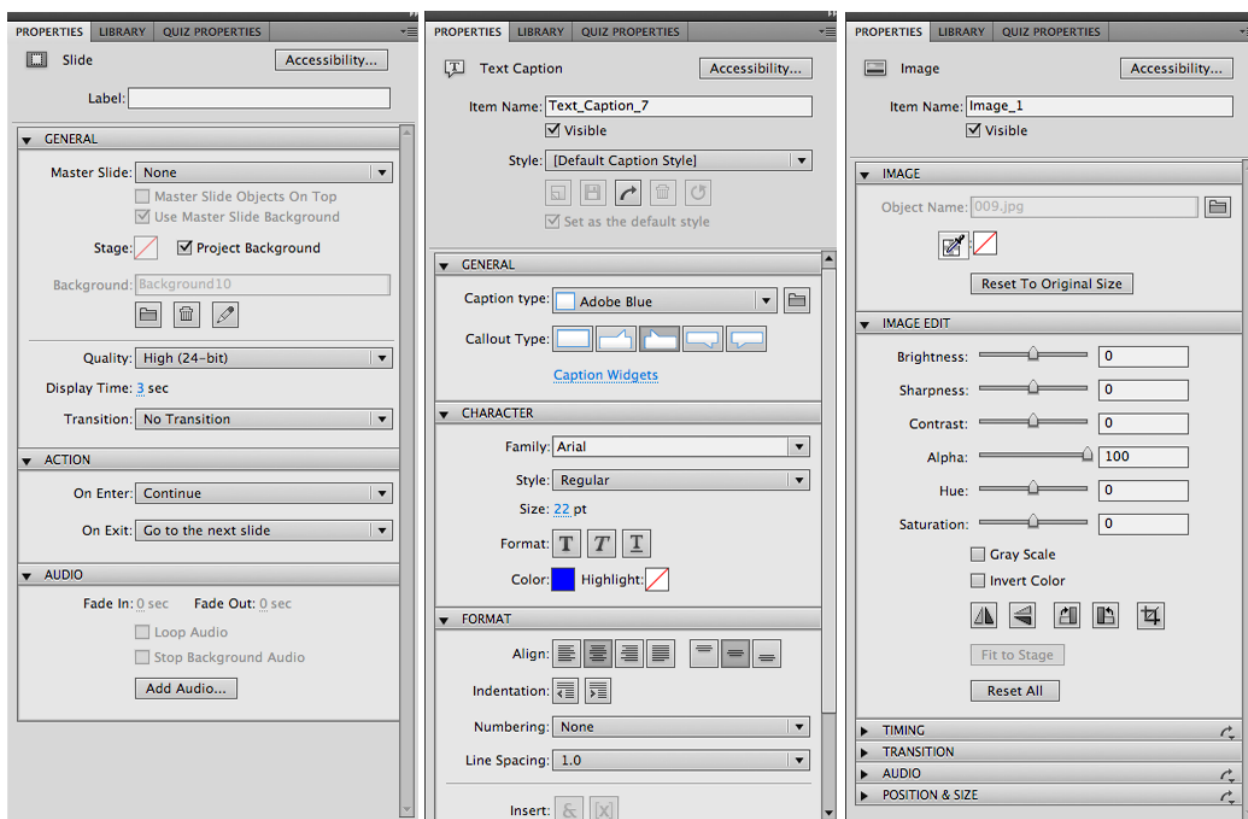 PROPERTIES LIBRARY QUIZ PROPERTIES
Slide
Accessibility...
Label:
GENERAL
Master Slide: None
Master Slide Objects On Top
Use Master Slide Background
Stage: Project Background
Background: Background10
Quality: High (24-bit)
Display Time: 3 sec
Transition: No Transition
ACTION
On Enter: Continue
On Exit: Go to the next slide
AUDIO
Fade In: 0 sec Fade Out: 0 sec
Loop Audio
Stop Background Audio
Add Audio...
PROPERTIES LIBRARY QUIZ PROPERTIES
T Text Caption
Accessibility...
Item Name: Text_Caption_7
Visible
Style: [Default Caption Style]
Set as the default style
GENERAL
Caption type: Adobe Blue
Callout Type:
Caption Widgets
CHARACTER
Family: Arial
Style: Regular
Size: 22 pt
Format: T T T
Color: Highlight:
FORMAT
Align:
Indentation:
Numbering: None
Line Spacing: 1.0
Insert: & [x]
PROPERTIES LIBRARY QUIZ PROPERTIES
Image
Accessibility...
Item Name: Image_1
Visible
IMAGE
Object Name: 009.jpg
Reset To Original Size
IMAGE EDIT
Brightness: 0
Sharpness: 0
Contrast: 0
Alpha: 100
Hue: 0
Saturation: 0
Gray Scale
Invert Color
Fit to Stage
Reset All
TIMING
TRANSITION
AUDIO
POSITION & SIZE